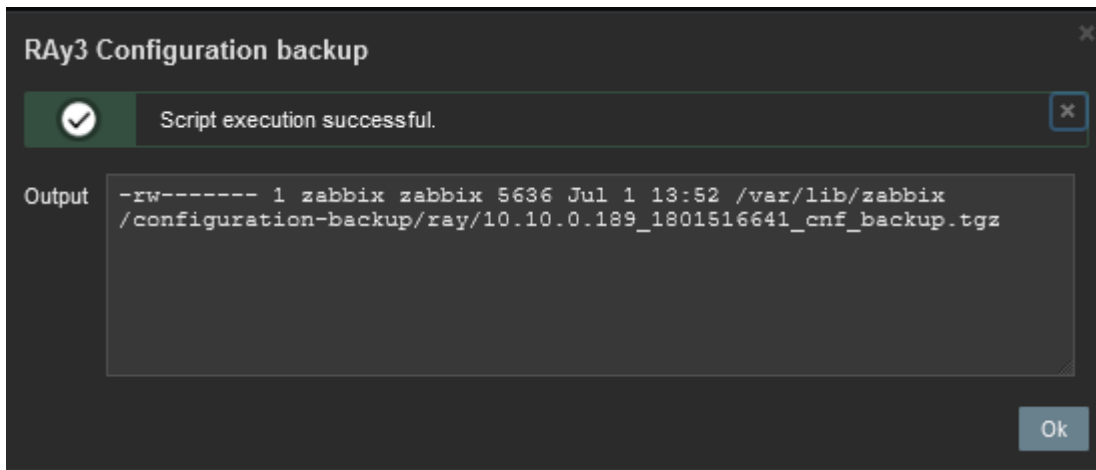 RAy3 Configuration backup
Script execution successful.
Output
-rw------- 1 zabbix zabbix 5636 Jul 1 13:52 /var/lib/zabbix
/configuration-backup/ray/10.10.0.189_1801516641_cnf_backup.tgz
Ok